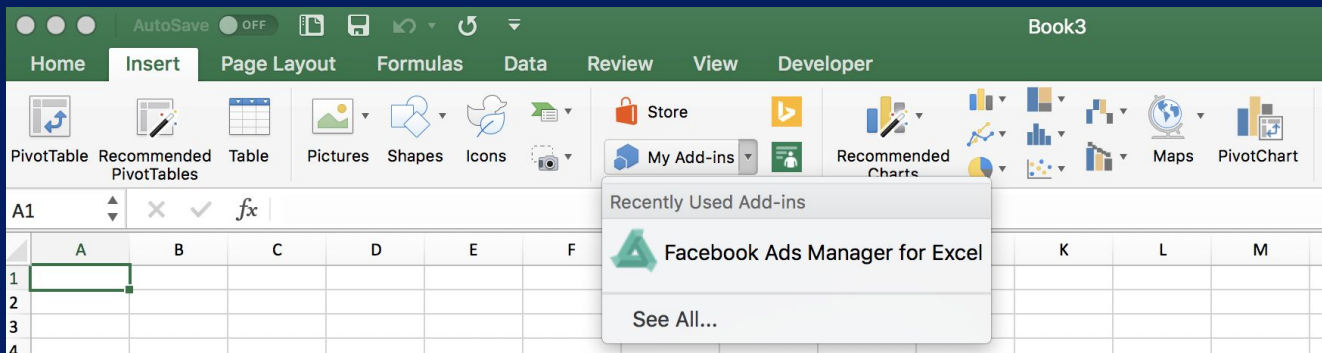 AutoSave OFF
Book3
Home Insert Page Layout Formulas Data Review View Developer
Store
PivotTable Recommended Table Pictures Shapes Icons My Add-ins Recommended Maps PivotChart
PivotTables Charts
A1 fx
Recently Used Add-ins
A B C D E F K L M
Facebook Ads Manager for Excel
1
2
See All...
3
4